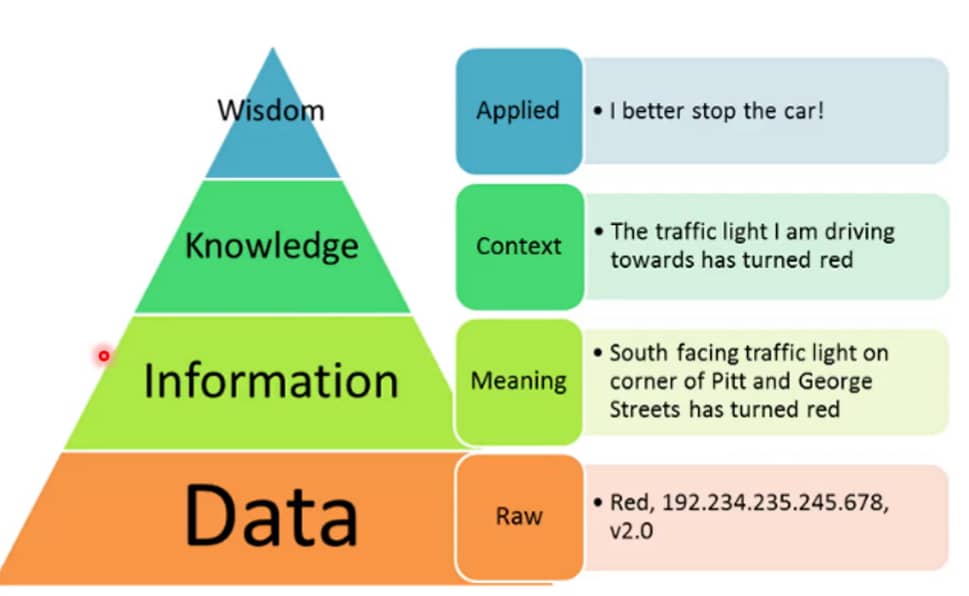 Wisdom
Applied
• I better stop the car!
Knowledge
Context
• The traffic light I am driving
towards has turned red
Information
Meaning
• South facing traffic light on
corner of Pitt and George
Streets has turned red
Data
Raw
• Red, 192.234.235.245.678,
v2.0